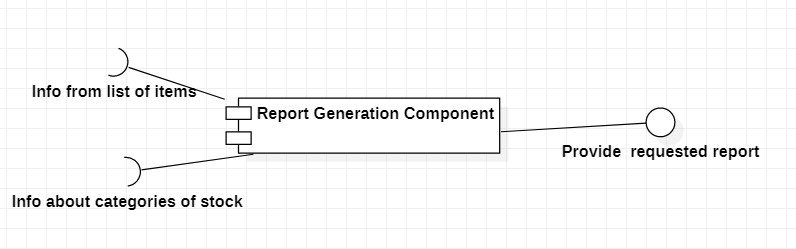 Info from list of items
Report Generation Component
Provide  requested report
Info about categories of stock